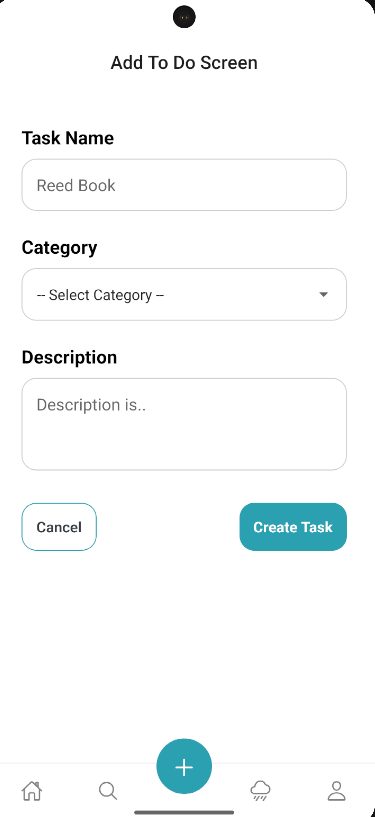 Add To Do Screen
Task Name
Reed Book
Category
-- Select Category --
Description
Description is..
Cancel
Create Task